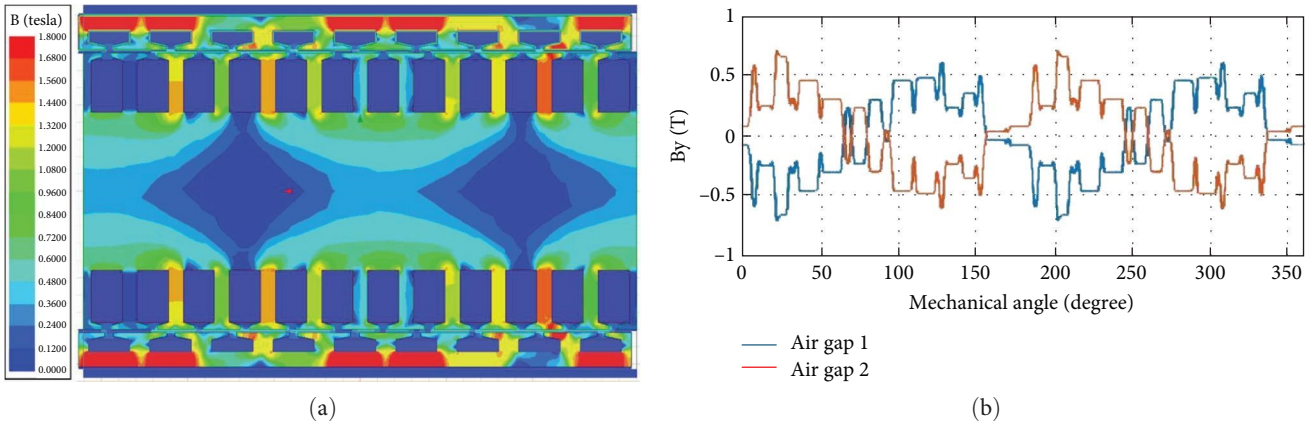 B (tesla)
1.8000
1.6800
1.5600
1.4400
1.3200
1.2000
1.0800
0.9600
0.8400
0.7200
0.6000
0.4800
0.3600
0.2400
0.1200
0.0000
(a)
By (T)
1
0.5
0
−0.5
−1
0 50 100 150 200 250 300 350
Mechanical angle (degree)
Air gap 1
Air gap 2
(b)